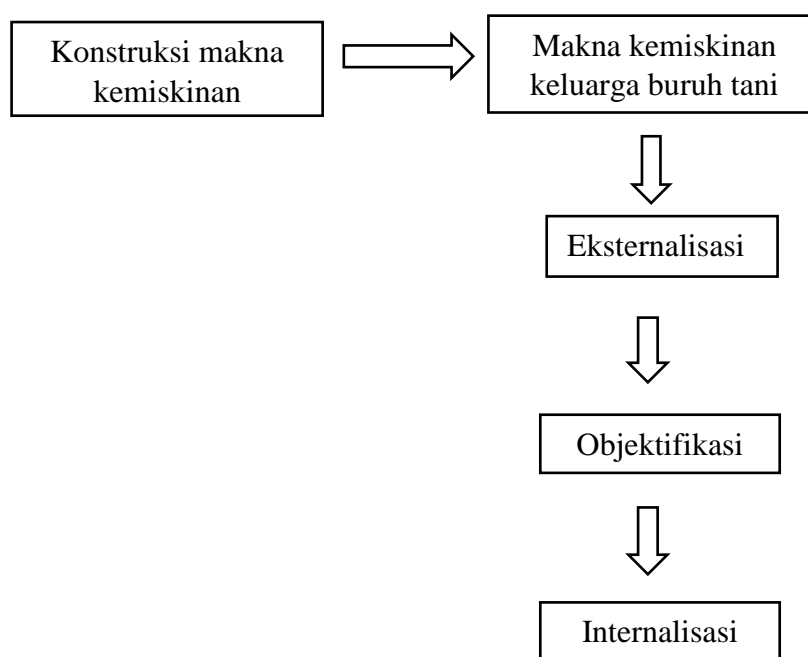 Konstruksi makna
kemiskinan
Makna kemiskinan
keluarga buruh tani
Eksternalisasi
Objektifikasi
Internalisasi